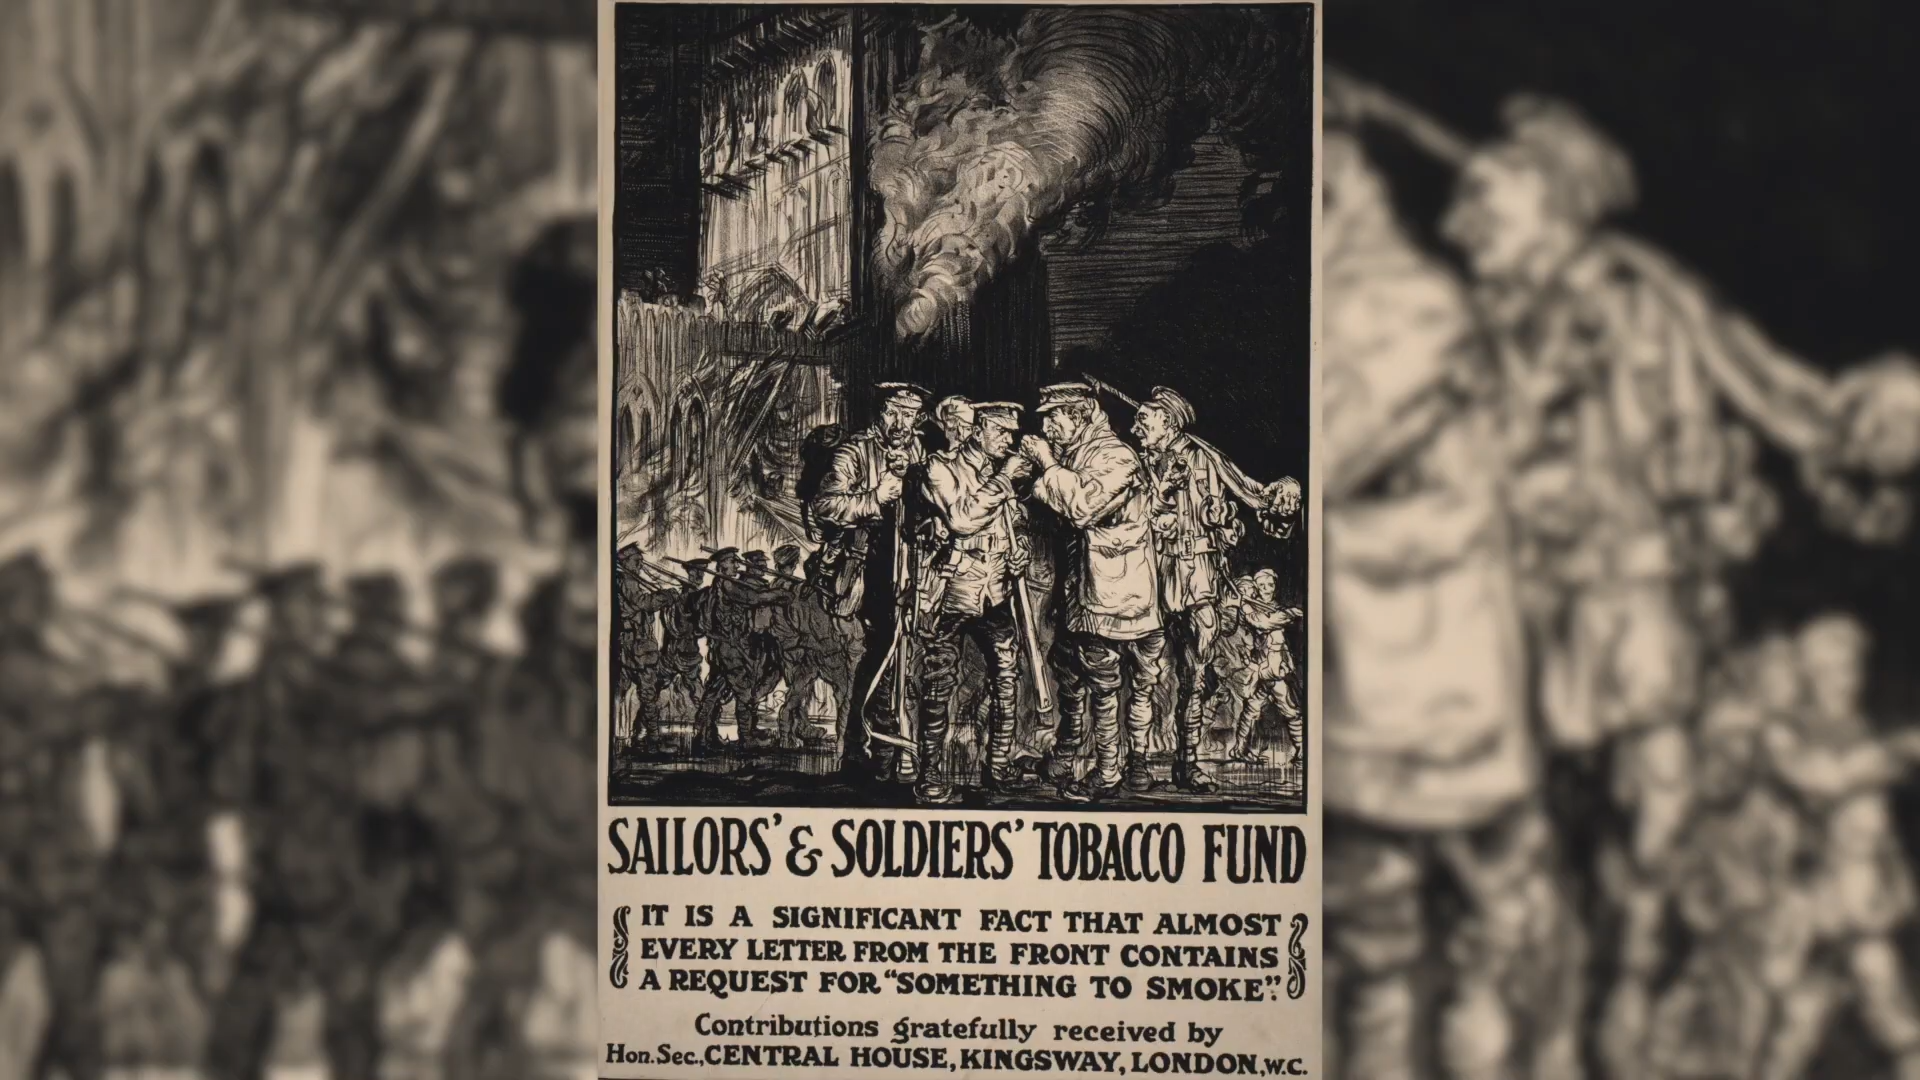 SAILORS' & SOLDIERS' TOBACCO FUND
IT IS A SIGNIFICANT FACT THAT ALMOST
EVERY LETTER FROM THE FRONT CONTAINS
A REQUEST FOR "SOMETHING TO SMOKE".
Contributions gratefully received by
Hon. Sec., CENTRAL HOUSE, KINGSWAY, LONDON, W.C.